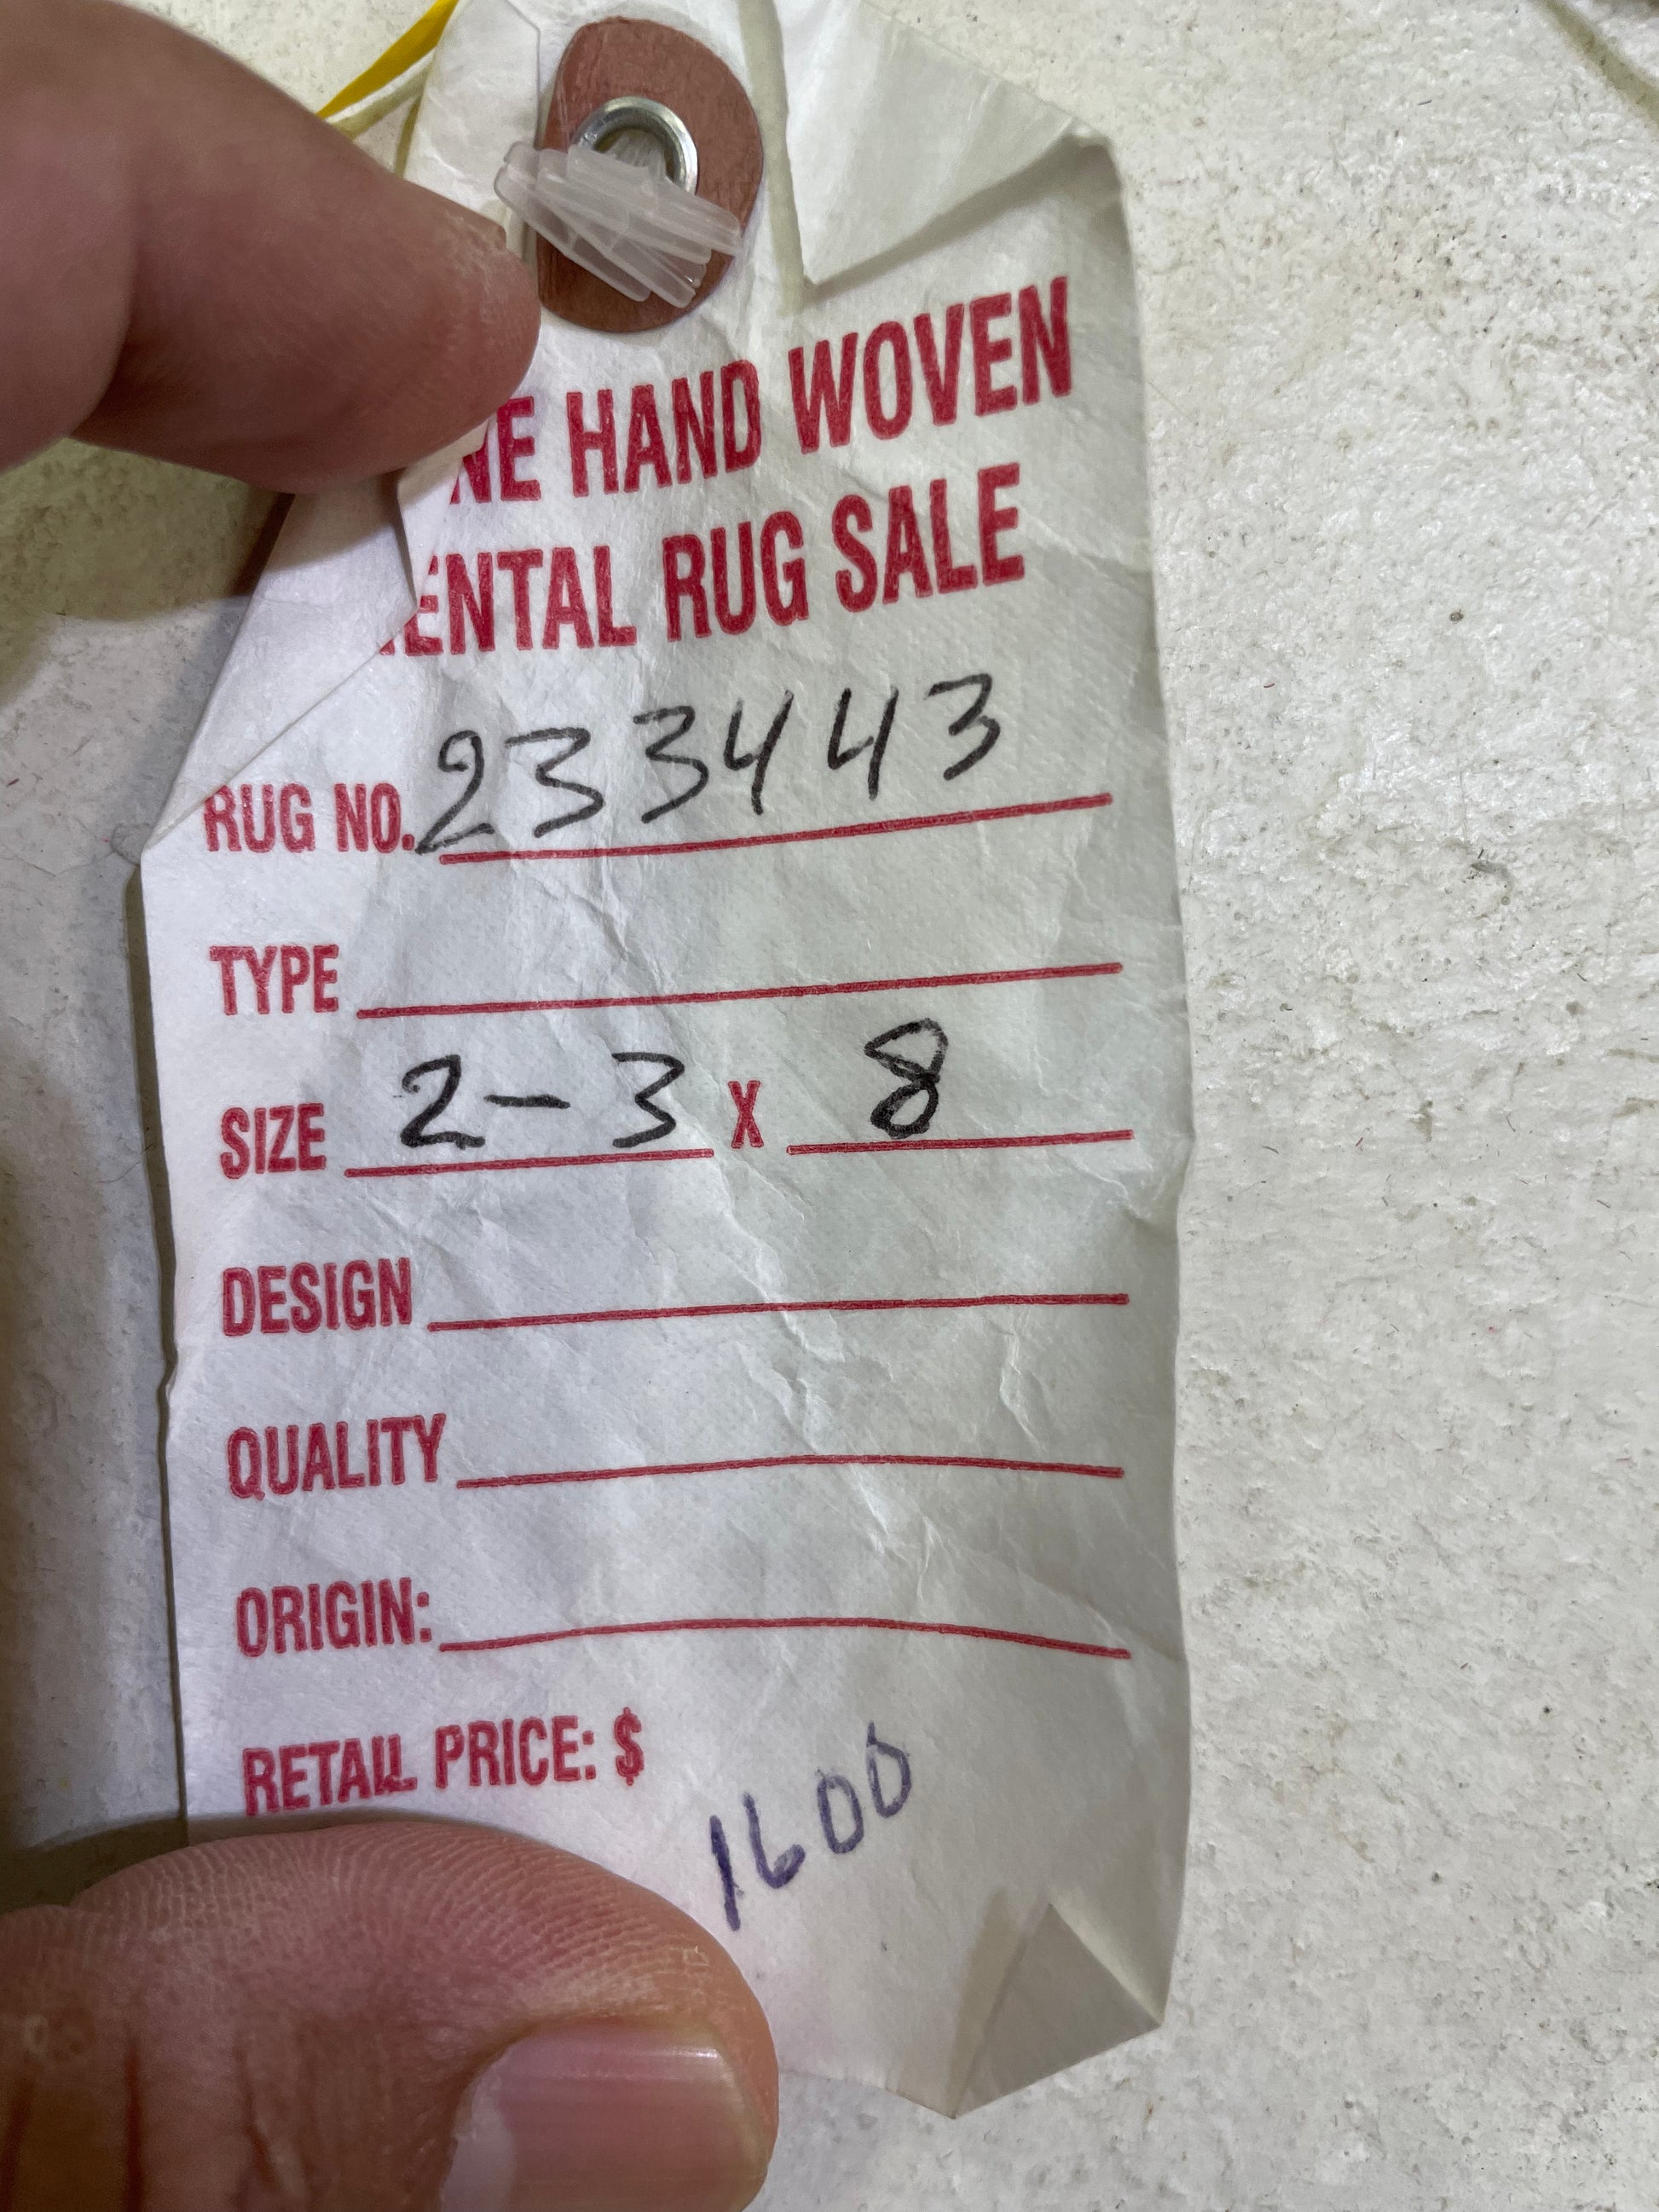 NE HAND WOVEN
ENTAL RUG SALE
RUG NO. 233443
TYPE
SIZE 2-3 X 8
DESIGN
QUALITY
ORIGIN:
RETAIL PRICE: $ 1600